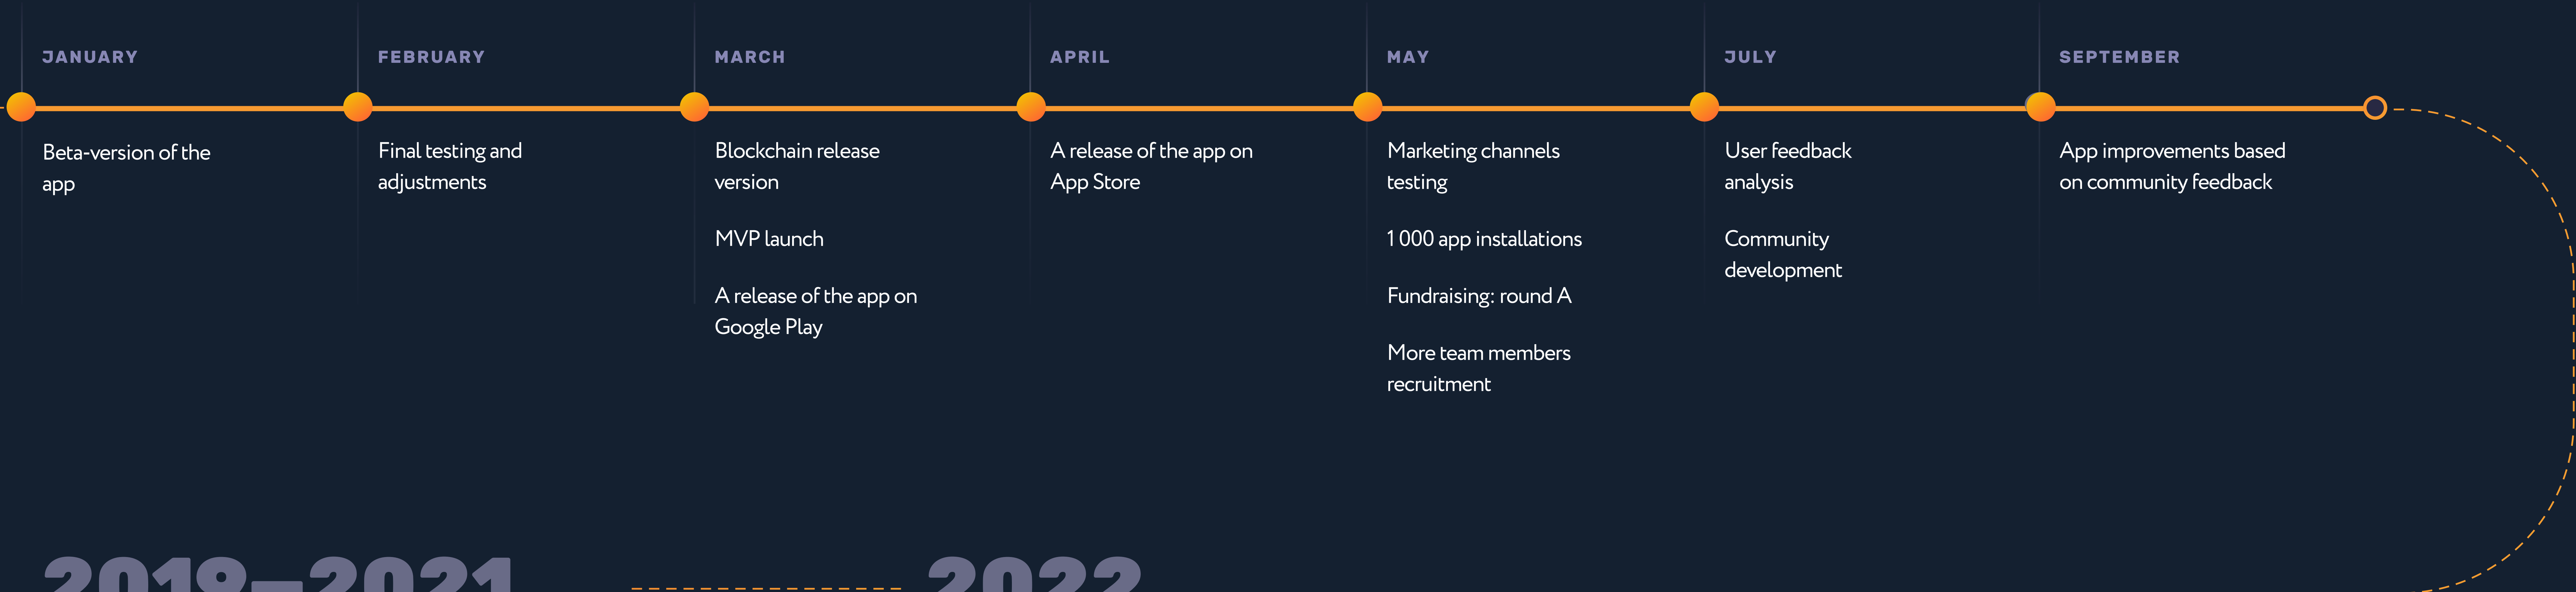 JANUARY
FEBRUARY
MARCH
APRIL
MAY
JULY
SEPTEMBER
Beta-version of the
app
Final testing and
adjustments
Blockchain release
version
MVP launch
A release of the app on
Google Play
A release of the app on
App Store
Marketing channels
testing
1 000 app installations
Fundraising: round A
More team members
recruitment
User feedback
analysis
Community
development
App improvements based
on community feedback
2019—2021
2022